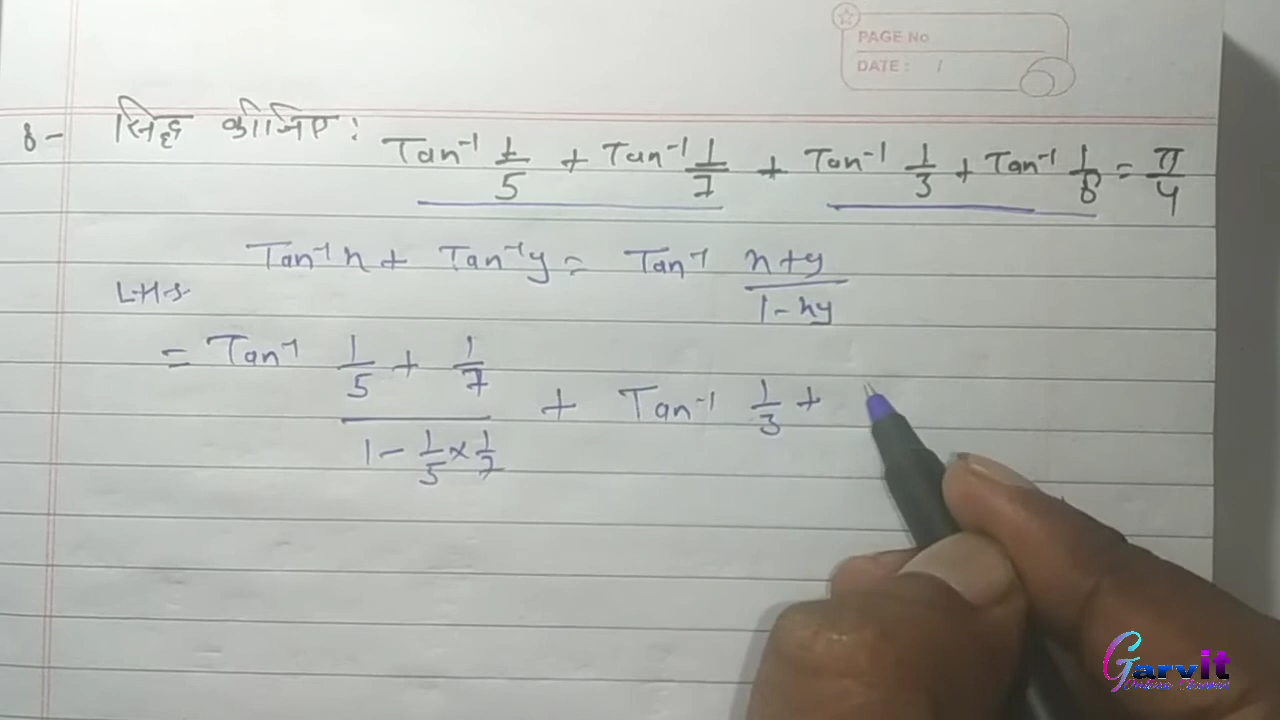 PAGE No
DATE : /
8- सिद्ध कीजिए : Tan⁻¹ 1/5 + Tan⁻¹ 1/7 + Tan⁻¹ 1/3 + Tan⁻¹ 1/8 = π/4
Tan⁻¹x + Tan⁻¹y = Tan⁻¹ (x+y)/(1-xy)
L.H.S
= Tan⁻¹ (1/5 + 1/7)/(1 - 1/5 × 1/7) + Tan⁻¹ 1/3 +
Garvit